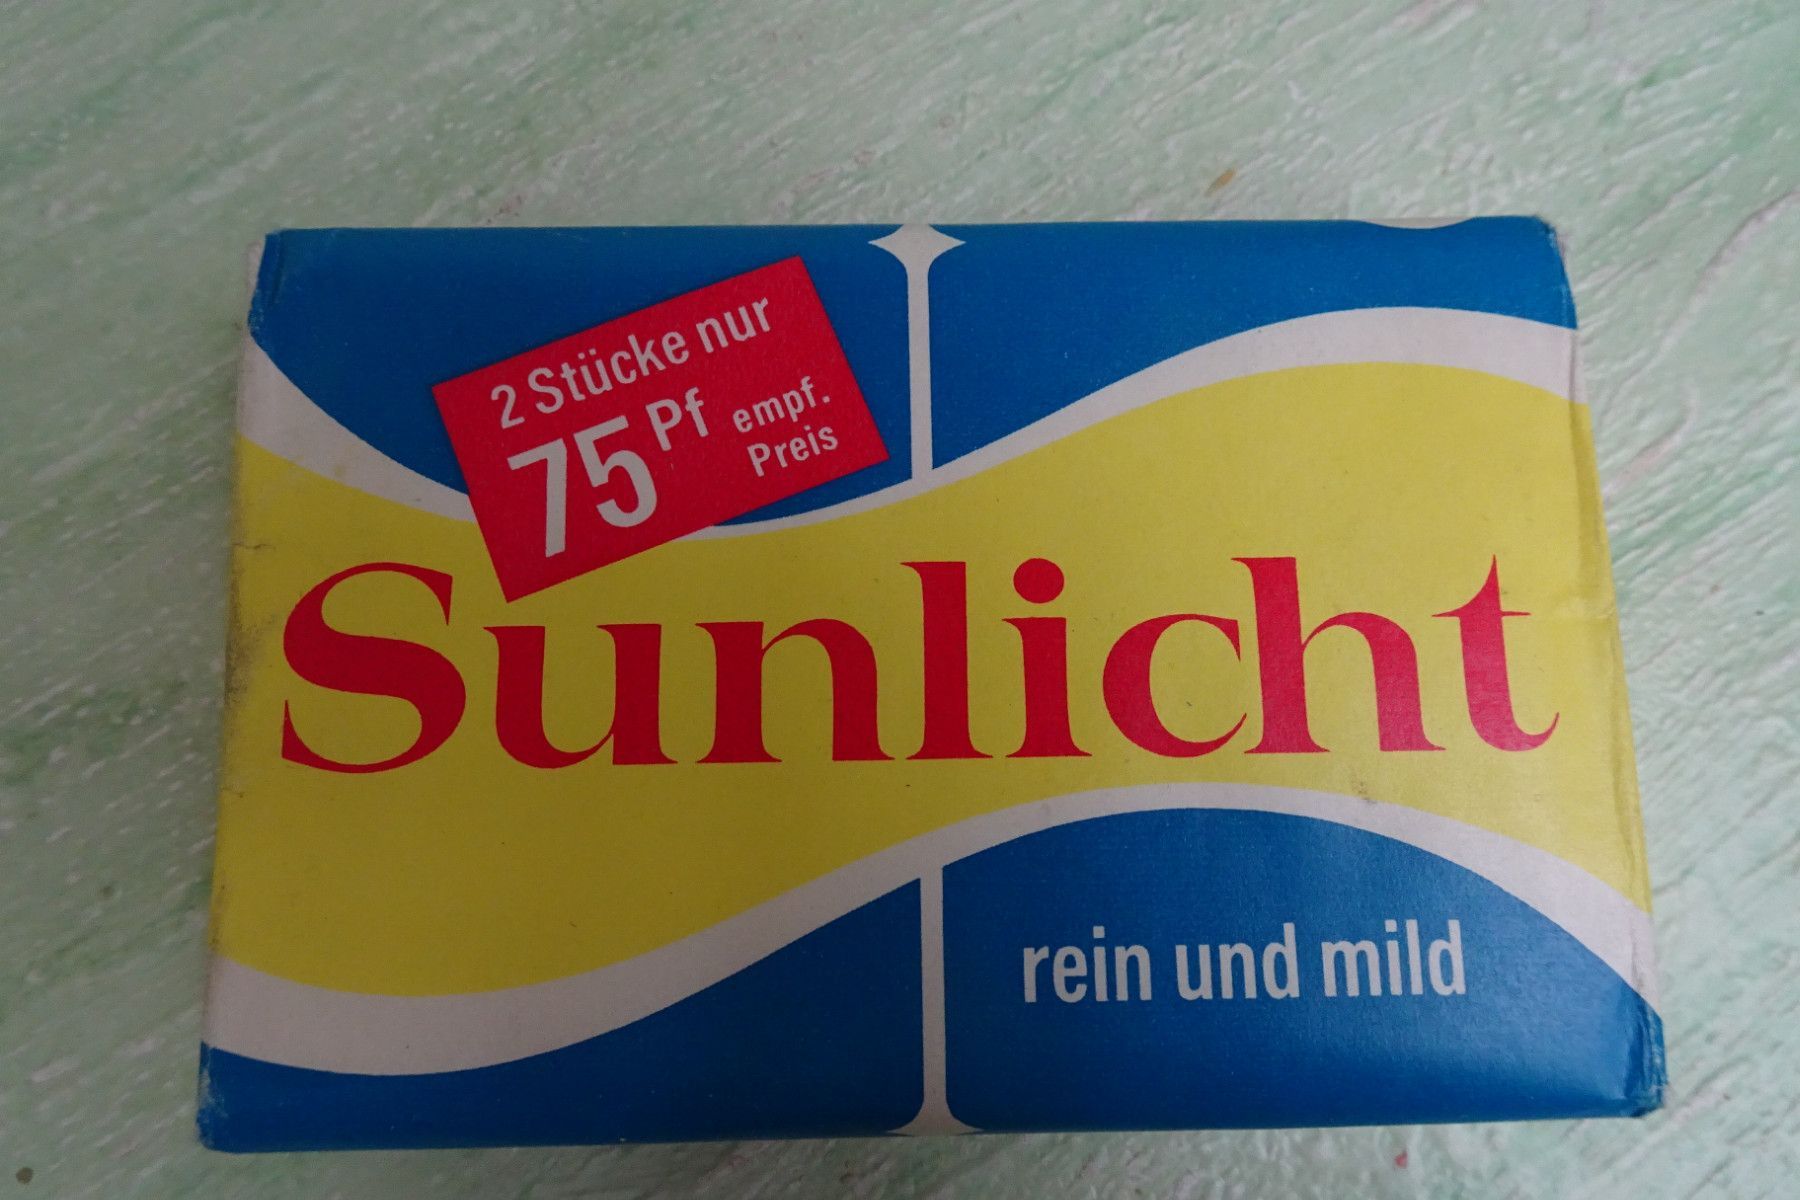 2 Stücke nur
75 Pf empf.
Preis
Sunlicht
rein und mild